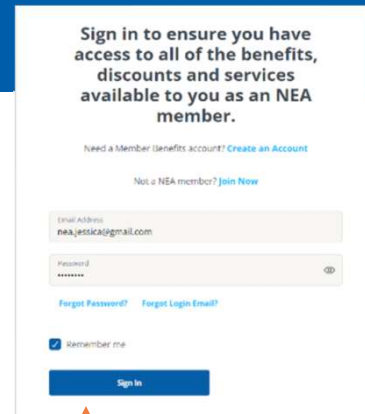 Sign in to ensure you have
access to all of the benefits,
discounts and services
available to you as an NEA
member.
Need a Member Benefits account? Create an Account
Not a NEA member? Join Now
Email Address
nea.jessica@gmail.com
Password
••••••••
Forgot Password? Forgot Login Email?
Remember me
Sign In